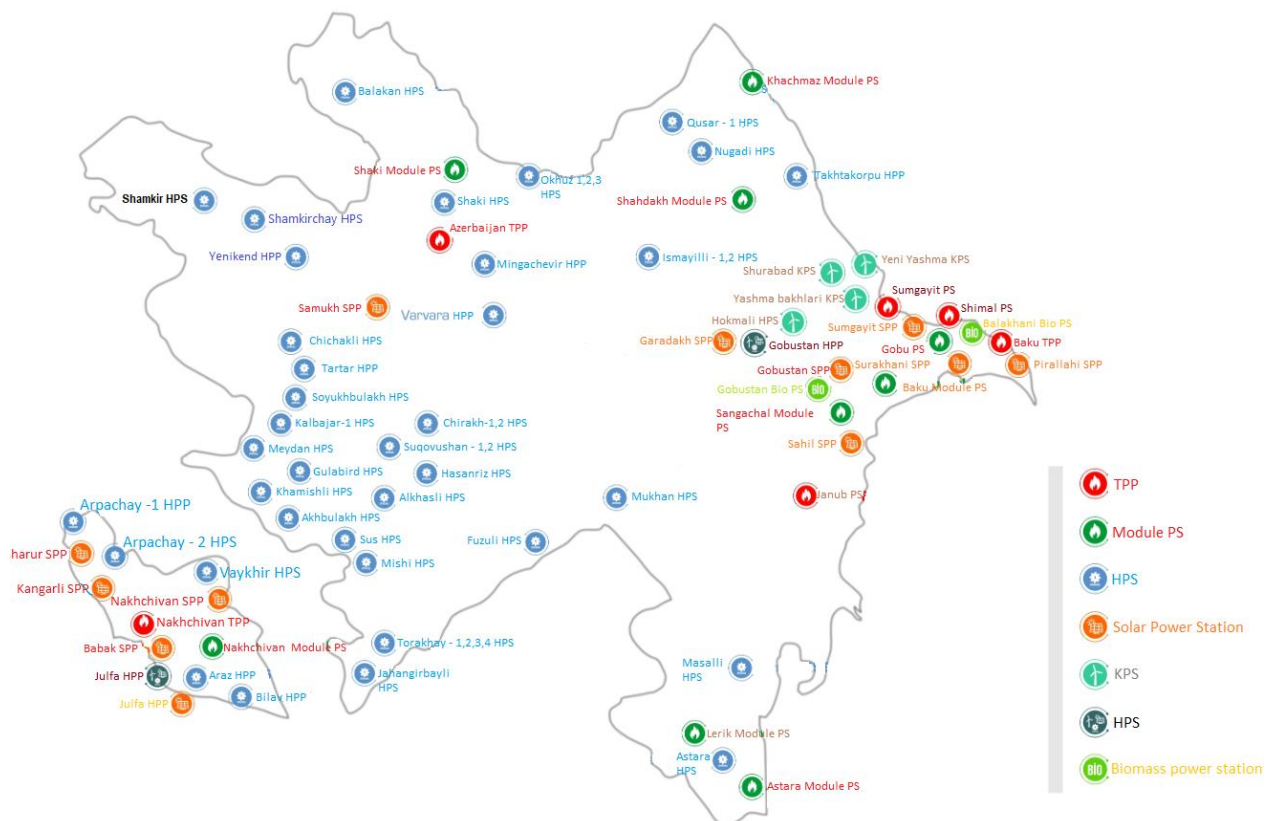 Khachmaz Module PS
Balakan HPS
Qusar - 1 HPS
Nugadi HPS
Shaki Module PS
Okhuz 1,2,3
HPS
Takhtakorpu HPP
Shamkir HPS
Shaki HPS
Shahdakh Module PS
Shamkirchay HPS
Azerbaijan TPP
Yenikend HPP
Mingachevir HPP
Ismayilli - 1,2 HPS
Yeni Yashma KPS
Shurabad KPS
Sumgayit PS
Yashma bakhlari KPS
Samukh SPP
Varvara HPP
Shimal PS
Hokmali HPS
Sumgayit SPP
Balakhani Bio PS
Chichakli HPS
Garadakh SPP
Gobustan HPP
Gobu PS
Baku TPP
Tartar HPP
Gobustan SPP
Surakhani SPP
Pirallahi SPP
Soyukhbulakh HPS
Gobustan Bio PS
Baku Module PS
Kalbajar-1 HPS
Chirakh-1,2 HPS
Sangachal Module
PS
Meydan HPS
Suqovushan - 1,2 HPS
Sahil SPP
Gulabird HPS
Hasanriz HPS
Khamishli HPS
Alkhasli HPS
Mukhan HPS
Janub PS
TPP
Arpachay -1 HPP
Akhbulakh HPS
Module PS
Arpachay - 2 HPS
Sus HPS
Fuzuli HPS
harur SPP
Mishi HPS
Vaykhir HPS
HPS
Kangarli SPP
Nakhchivan SPP
Nakhchivan TPP
Solar Power Station
Babak SPP
Nakhchivan Module PS
Torakhay - 1,2,3,4 HPS
Masalli
HPS
Julfa HPP
Araz HPP
Jahangirbayli
HPS
KPS
Julfa HPP
Bilav HPP
HPS
Lerik Module PS
Astara
HPS
BIO
Biomass power station
Astara Module PS